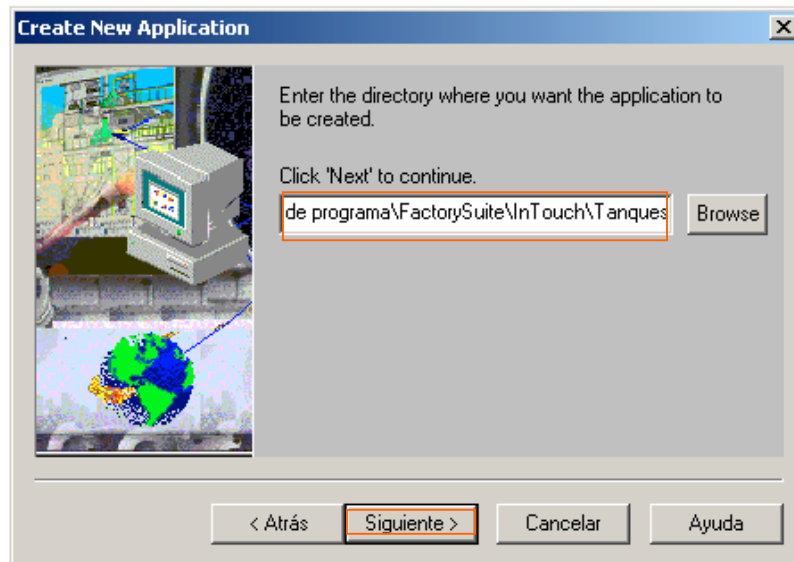 Create New Application
Enter the directory where you want the application to
be created.
Click 'Next' to continue.
de programa\FactorySuite\InTouch\Tanques
Browse
< Atrás
Siguiente >
Cancelar
Ayuda